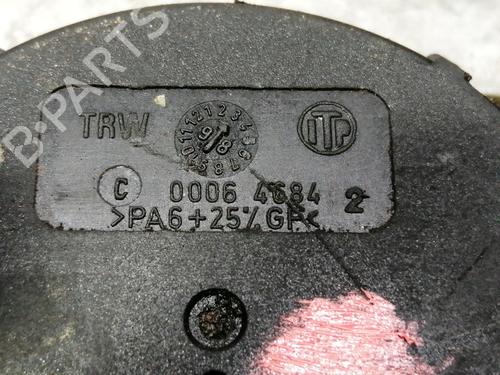 B-PARTS
TRW
ITP
C 0006 4684 2
>PA6+25%GF<